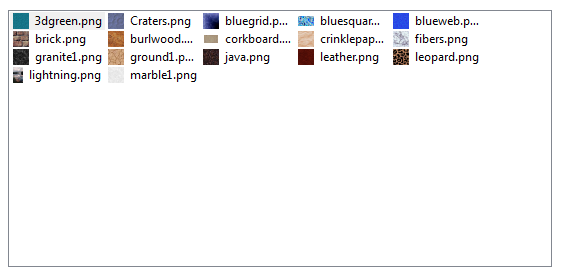 3dgreen.png Craters.png bluegrid.p... bluesquar... blueweb.p...
brick.png burlwood.... corkboard.... crinklepap... fibers.png
granite1.png ground1.p... java.png leather.png leopard.png
lightning.png marble1.png